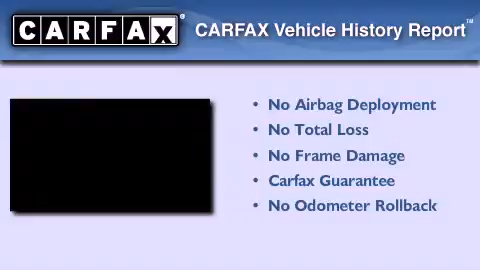 CARFAX® CARFAX Vehicle History Report™
• No Airbag Deployment
• No Total Loss
• No Frame Damage
• Carfax Guarantee
• No Odometer Rollback